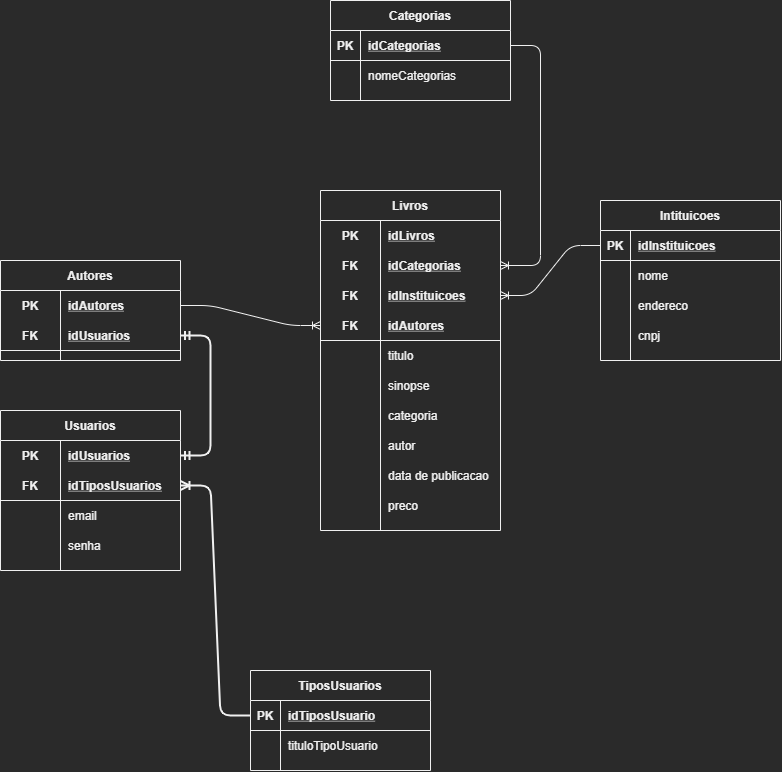 Categorias
PK idCategorias
nomeCategorias
Livros
PK idLivros
FK idCategorias
FK idInstituicoes
FK idAutores
titulo
sinopse
categoria
autor
data de publicacao
preco
Intituicoes
PK idInstituicoes
nome
endereco
cnpj
Autores
PK idAutores
FK idUsuarios
Usuarios
PK idUsuarios
FK idTiposUsuarios
email
senha
TiposUsuarios
PK idTiposUsuario
tituloTipoUsuario